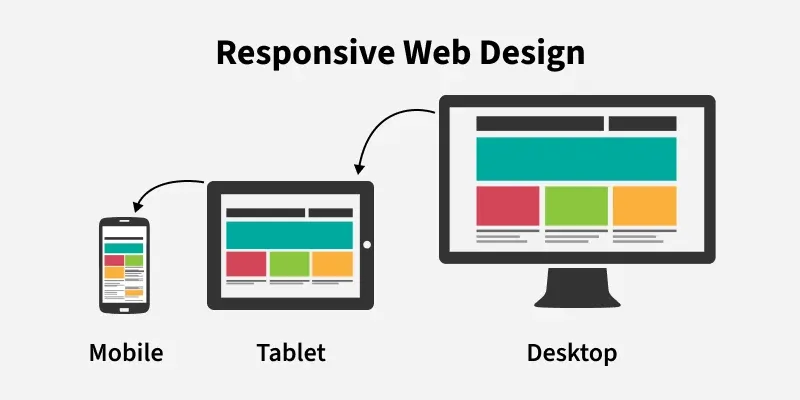 Responsive Web Design
Mobile
Tablet
Desktop